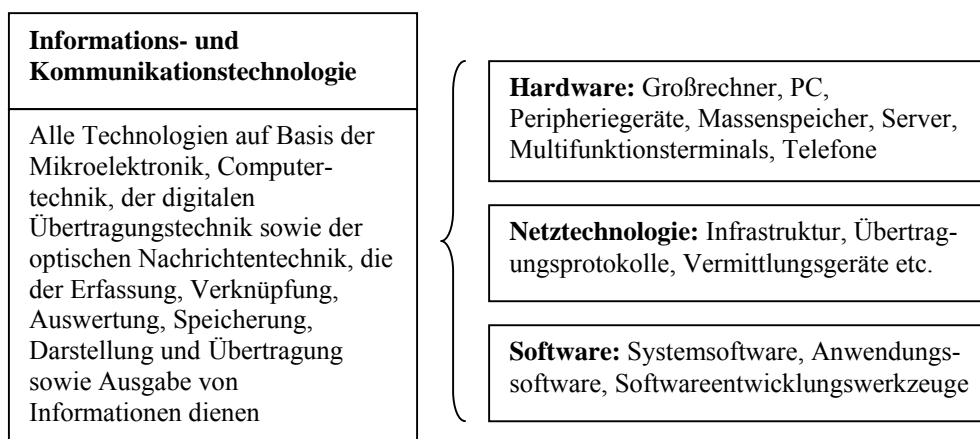 Informations- und
Kommunikationstechnologie
Alle Technologien auf Basis der
Mikroelektronik, Computer-
technik, der digitalen
Übertragungstechnik sowie der
optischen Nachrichtentechnik, die
der Erfassung, Verknüpfung,
Auswertung, Speicherung,
Darstellung und Übertragung
sowie Ausgabe von
Informationen dienen
Hardware: Großrechner, PC,
Peripheriegeräte, Massenspeicher, Server,
Multifunktionsterminals, Telefone
Netztechnologie: Infrastruktur, Übertrag-
ungsprotokolle, Vermittlungsgeräte etc.
Software: Systemsoftware, Anwendungs-
software, Softwareentwicklungswerkzeuge